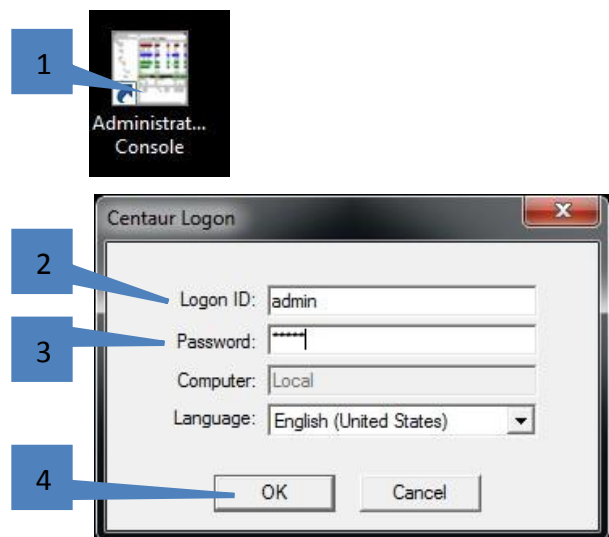 1
Administrat...
Console
Centaur Logon
x
2
Logon ID: admin
3
Password: *****
Computer: Local
Language: English (United States)
4
OK Cancel